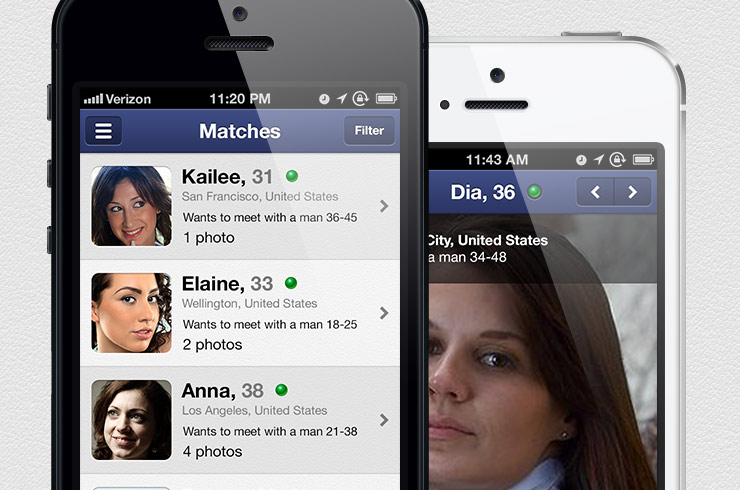 Verizon 11:20 PM
Matches
Filter
Kailee, 31
San Francisco, United States
Wants to meet with a man 36-45
1 photo
Elaine, 33
Wellington, United States
Wants to meet with a man 18-25
2 photos
Anna, 38
Los Angeles, United States
Wants to meet with a man 21-38
4 photos
11:43 AM
Dia, 36
City, United States
a man 34-48